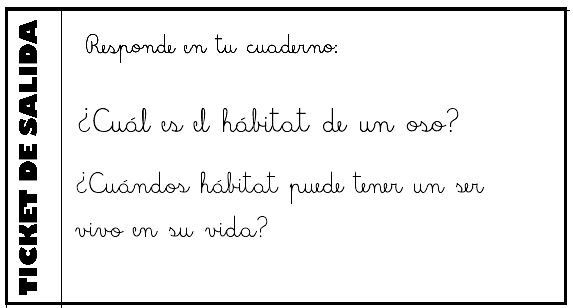 TICKET DE SALIDA
Responde en tu cuaderno:
¿Cuál es el hábitat de un oso?
¿Cuándos hábitat puede tener un ser
vivo en su vida?